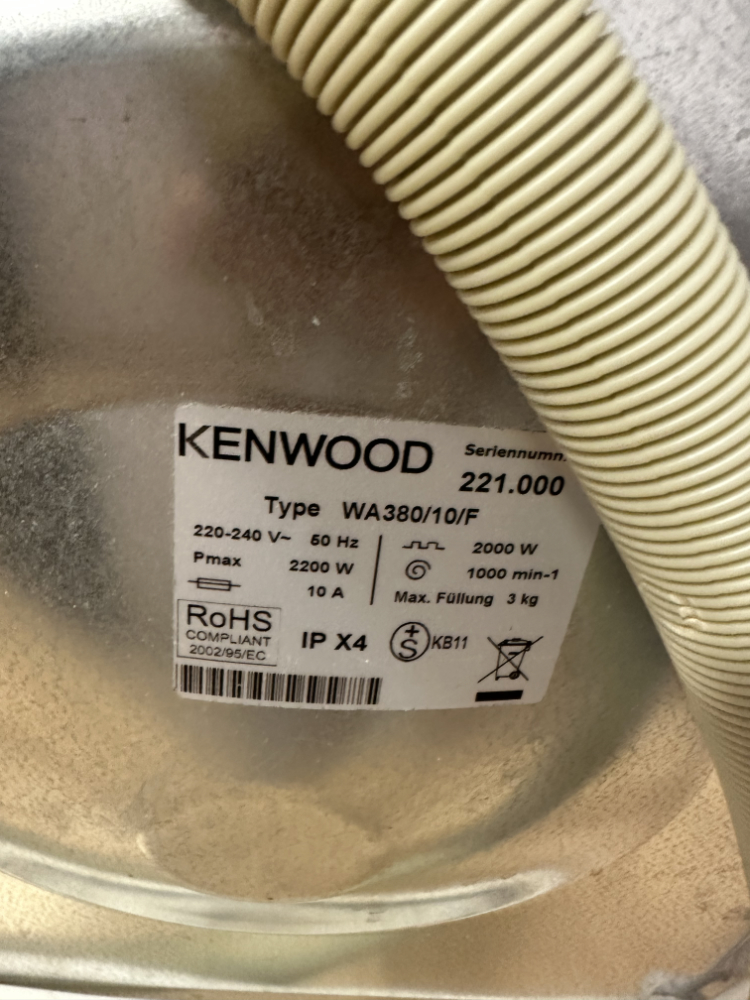 KENWOOD
Seriennumm.
221.000
Type WA380/10/F
220-240 V~ 50 Hz
Pmax 2200 W
10 A
2000 W
1000 min-1
Max. Füllung 3 kg
RoHS
COMPLIANT
2002/95/EC
IP X4
+
S
KB11